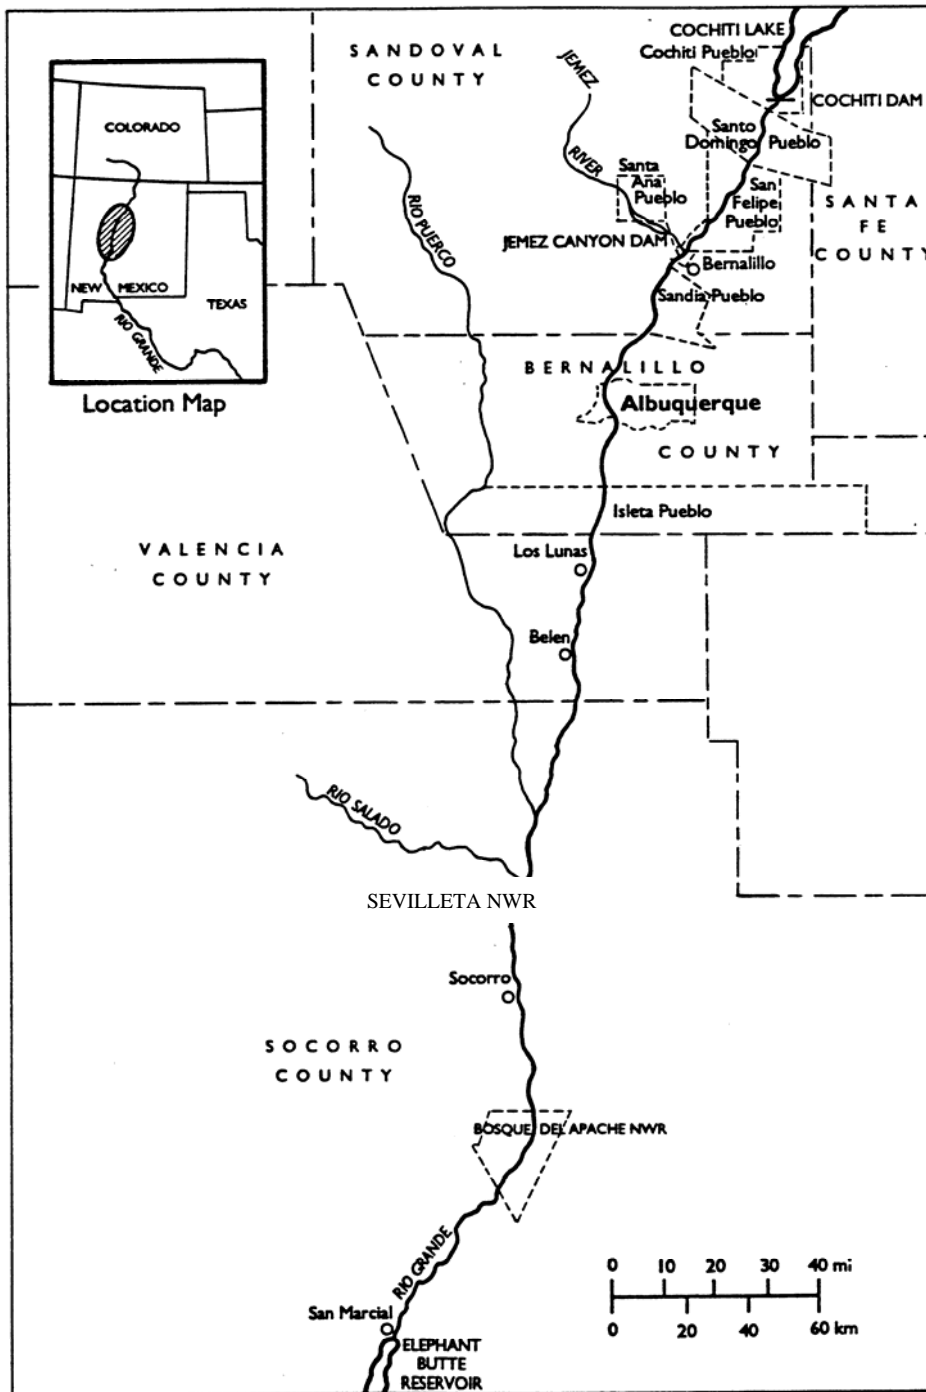 COCHITI LAKE
Cochiti Pueblo
SANDOVAL
COUNTY
JEMEZ
RIVER
COCHITI DAM
Santo
Domingo Pueblo
Santa
Ana
Pueblo
San
Felipe
Pueblo
SANTA
FE
COUNTY
RIO PUERCO
JEMEZ CANYON DAM
Bernalillo
Sandia Pueblo
COLORADO
NEW MEXICO
TEXAS
RIO GRANDE
Location Map
BERNALILLO
Albuquerque
COUNTY
Isleta Pueblo
VALENCIA
COUNTY
Los Lunas
Belen
RIO SALADO
SEVILLETA NWR
Socorro
SOCORRO
COUNTY
BOSQUE DEL APACHE NWR
RIO GRANDE
San Marcial
ELEPHANT
BUTTE
RESERVOIR
0 10 20 30 40 mi
0 20 40 60 km